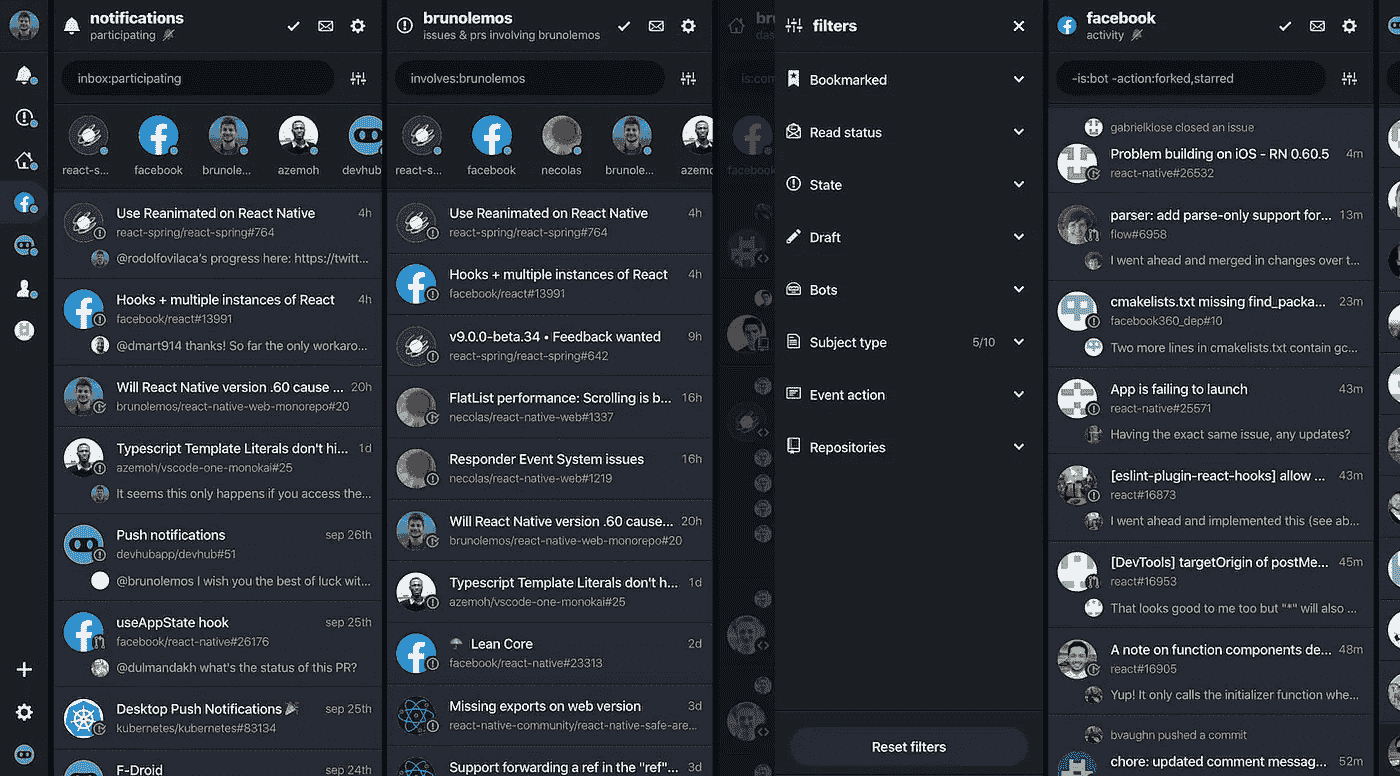 notifications
participating
inbox:participating
react-s...
facebook
brunole...
azemoh
devhub
Use Reanimated on React Native
4h
react-spring/react-spring#764
@rodolfovilaca's progress here: https://twitt...
Hooks + multiple instances of React
4h
facebook/react#13991
@dmart914 thanks! So far the only workaro...
Will React Native version .60 cause ...
20h
brunolemos/react-native-web-monorepo#20
Typescript Template Literals don't hi...
1d
azemoh/vscode-one-monokai#25
It seems this only happens if you access the...
Push notifications
sep 26th
devhubapp/devhub#51
@brunolemos I wish you the best of luck wit...
useAppState hook
sep 25th
facebook/react-native#26176
@dulmandakh what's the status of this PR?
Desktop Push Notifications 🎉
sep 25th
kubernetes/kubernetes#83134
F-Droid
sep 24th
brunolemos
issues & prs involving brunolemos
involves:brunolemos
react-s...
facebook
necolas
brunole...
azemo
Use Reanimated on React Native
4h
react-spring/react-spring#764
Hooks + multiple instances of React
4h
facebook/react#13991
v9.0.0-beta.34 • Feedback wanted
9h
react-spring/react-spring#642
FlatList performance: Scrolling is b...
16h
necolas/react-native-web#1337
Responder Event System issues
16h
necolas/react-native-web#1219
Will React Native version .60 cause...
20h
brunolemos/react-native-web-monorepo#20
Typescript Template Literals don't h...
1d
azemoh/vscode-one-monokai#25
☂ Lean Core
2d
facebook/react-native#23313
Missing exports on web version
3d
react-native-community/react-native-safe-are...
Support forwarding a ref in the "ref"...
3d
bru
das
is:com
facebook
filters
Bookmarked
Read status
State
Draft
Bots
Subject type
5/10
Event action
Repositories
Reset filters
facebook
activity
-is:bot -action:forked,starred
gabrielklose closed an issue
Problem building on iOS - RN 0.60.5
4m
react-native#26532
parser: add parse-only support for...
13m
flow#6958
I went ahead and merged in changes over t...
cmakelists.txt missing find_packa...
23m
facebook360_dep#10
Two more lines in cmakelists.txt contain gc...
App is failing to launch
43m
react-native#25571
Having the exact same issue, any updates?
[eslint-plugin-react-hooks] allow ...
43m
react#16873
I went ahead and implemented this (see ab...
[DevTools] targetOrigin of postMe...
45m
react#16953
That looks good to me too but "*" will also ...
A note on function components de...
48m
react#16905
Yup! It only calls the initializer function whe...
bvaughn pushed a commit
chore: updated comment messag...
52m